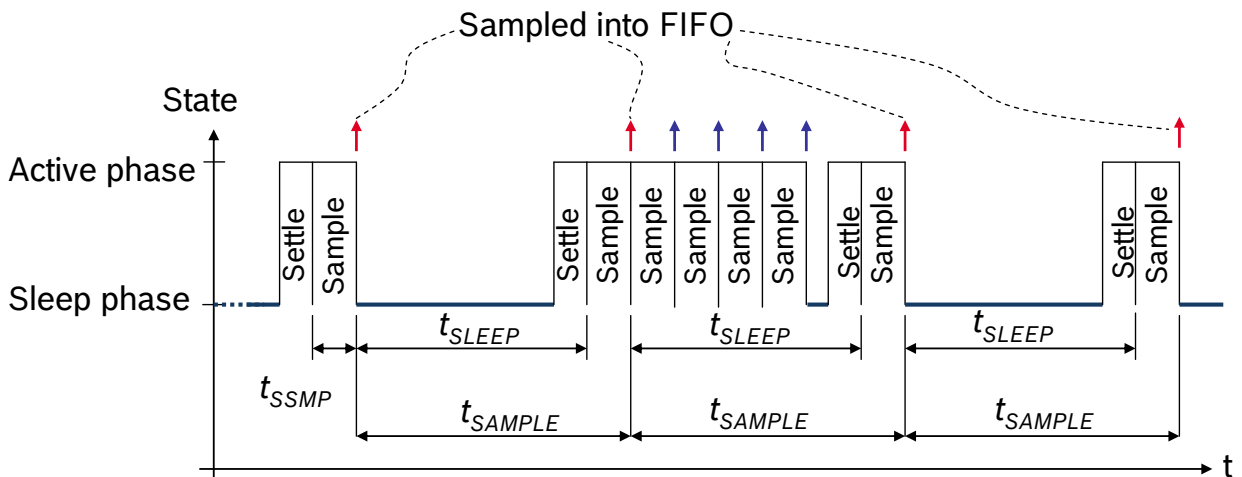 Sampled into FIFO
State
Active phase
Settle
Sample
Settle
Sample
Sample
Sample
Sample
Sample
Settle
Sample
Settle
Sample
Sleep phase
tSLEEP
tSLEEP
tSLEEP
tSSMP
tSAMPLE
tSAMPLE
tSAMPLE
t